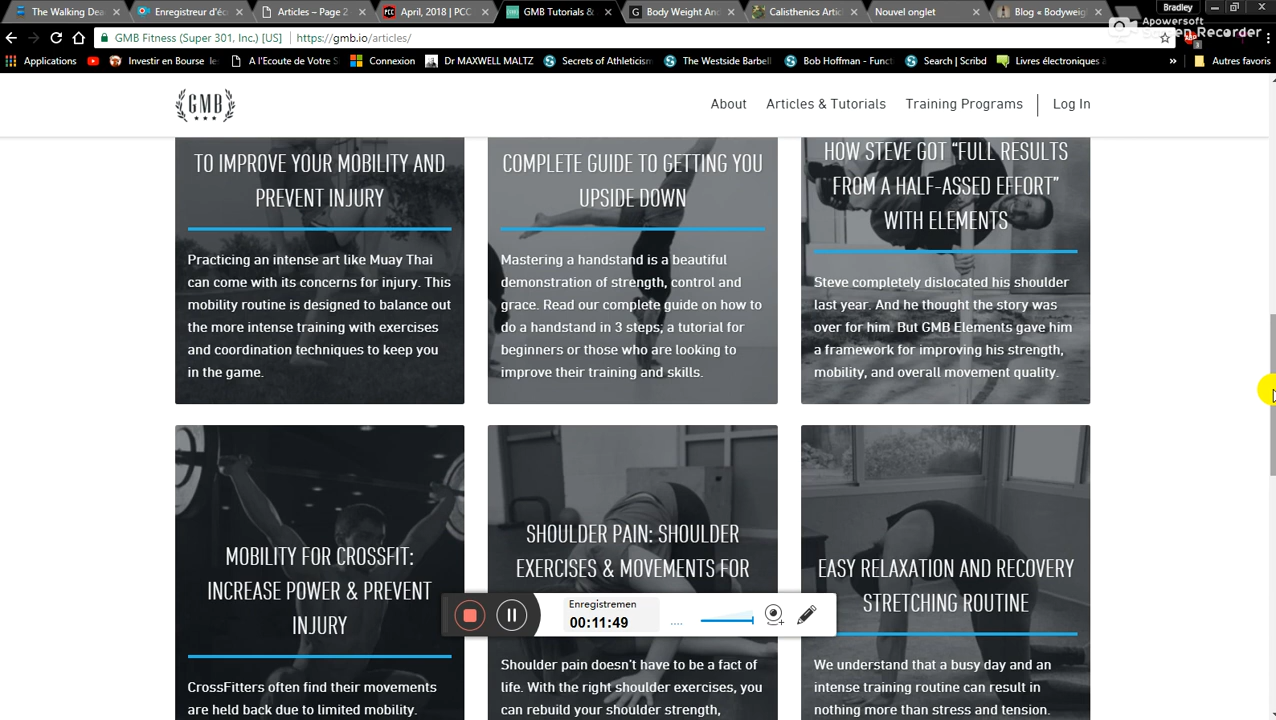 The Walking Dea
Enregistreur d'éc
Articles – Page 2
April, 2018 | PCC
GMB Tutorials &
Body Weight And
Calisthenics Artic
Nouvel onglet
Blog « Bodyweig
Bradley
Apowersoft
Screen Recorder
GMB Fitness (Super 301, Inc.) [US]
https://gmb.io/articles/
Applications
Investir en Bourse : le
A l'Ecoute de Votre S
Connexion
Dr MAXWELL MALTZ
Secrets of Athleticism
The Westside Barbell
Bob Hoffman - Funct
Search | Scribd
Livres électroniques à
»
Autres favoris
GMB
About
Articles & Tutorials
Training Programs
Log In
TO IMPROVE YOUR MOBILITY AND
PREVENT INJURY
Practicing an intense art like Muay Thai
can come with its concerns for injury. This
mobility routine is designed to balance out
the more intense training with exercises
and coordination techniques to keep you
in the game.
COMPLETE GUIDE TO GETTING YOU
UPSIDE DOWN
Mastering a handstand is a beautiful
demonstration of strength, control and
grace. Read our complete guide on how to
do a handstand in 3 steps; a tutorial for
beginners or those who are looking to
improve their training and skills.
HOW STEVE GOT “FULL RESULTS
FROM A HALF-ASSED EFFORT”
WITH ELEMENTS
Steve completely dislocated his shoulder
last year. And he thought the story was
over for him. But GMB Elements gave him
a framework for improving his strength,
mobility, and overall movement quality.
MOBILITY FOR CROSSFIT:
INCREASE POWER & PREVENT
INJURY
CrossFitters often find their movements
are held back due to limited mobility.
SHOULDER PAIN: SHOULDER
EXERCISES & MOVEMENTS FOR
Shoulder pain doesn't have to be a fact of
life. With the right shoulder exercises, you
can rebuild your shoulder strength,
EASY RELAXATION AND RECOVERY
STRETCHING ROUTINE
We understand that a busy day and an
intense training routine can result in
nothing more than stress and tension.
Enregistremen
00:11:49